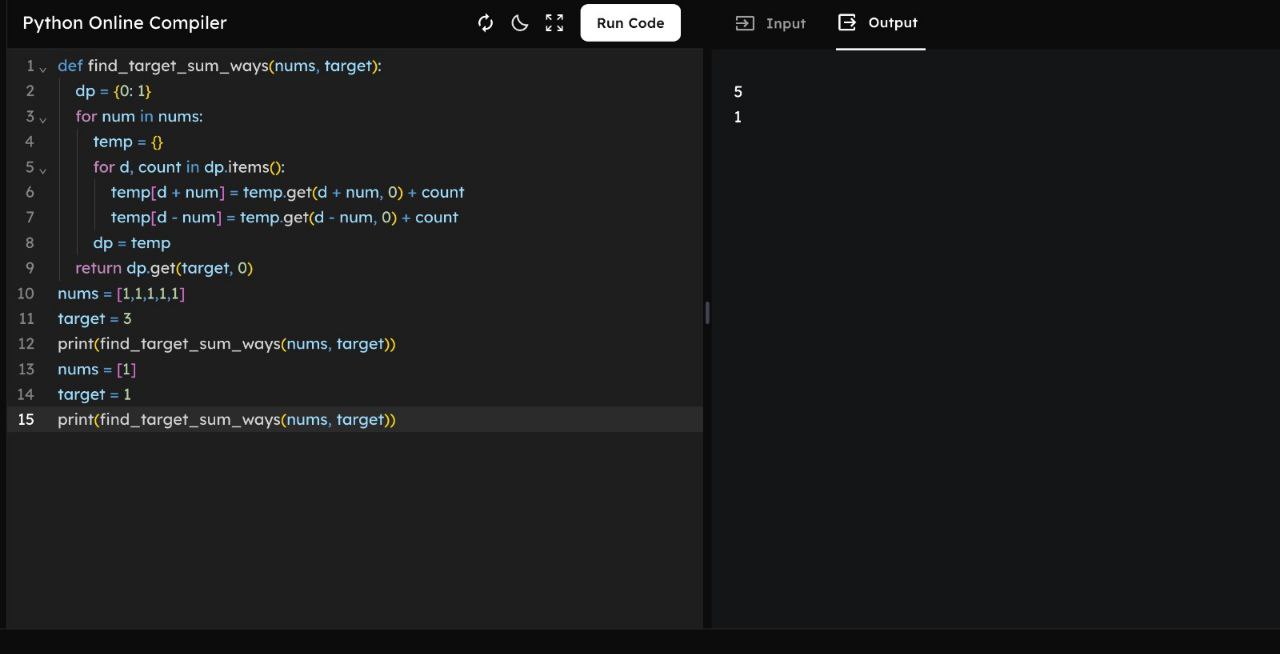 Python Online Compiler
Run Code
Input
Output
1 def find_target_sum_ways(nums, target):
2 dp = {0: 1}
3 for num in nums:
4 temp = {}
5 for d, count in dp.items():
6 temp[d + num] = temp.get(d + num, 0) + count
7 temp[d - num] = temp.get(d - num, 0) + count
8 dp = temp
9 return dp.get(target, 0)
10 nums = [1,1,1,1,1]
11 target = 3
12 print(find_target_sum_ways(nums, target))
13 nums = [1]
14 target = 1
15 print(find_target_sum_ways(nums, target))
5
1